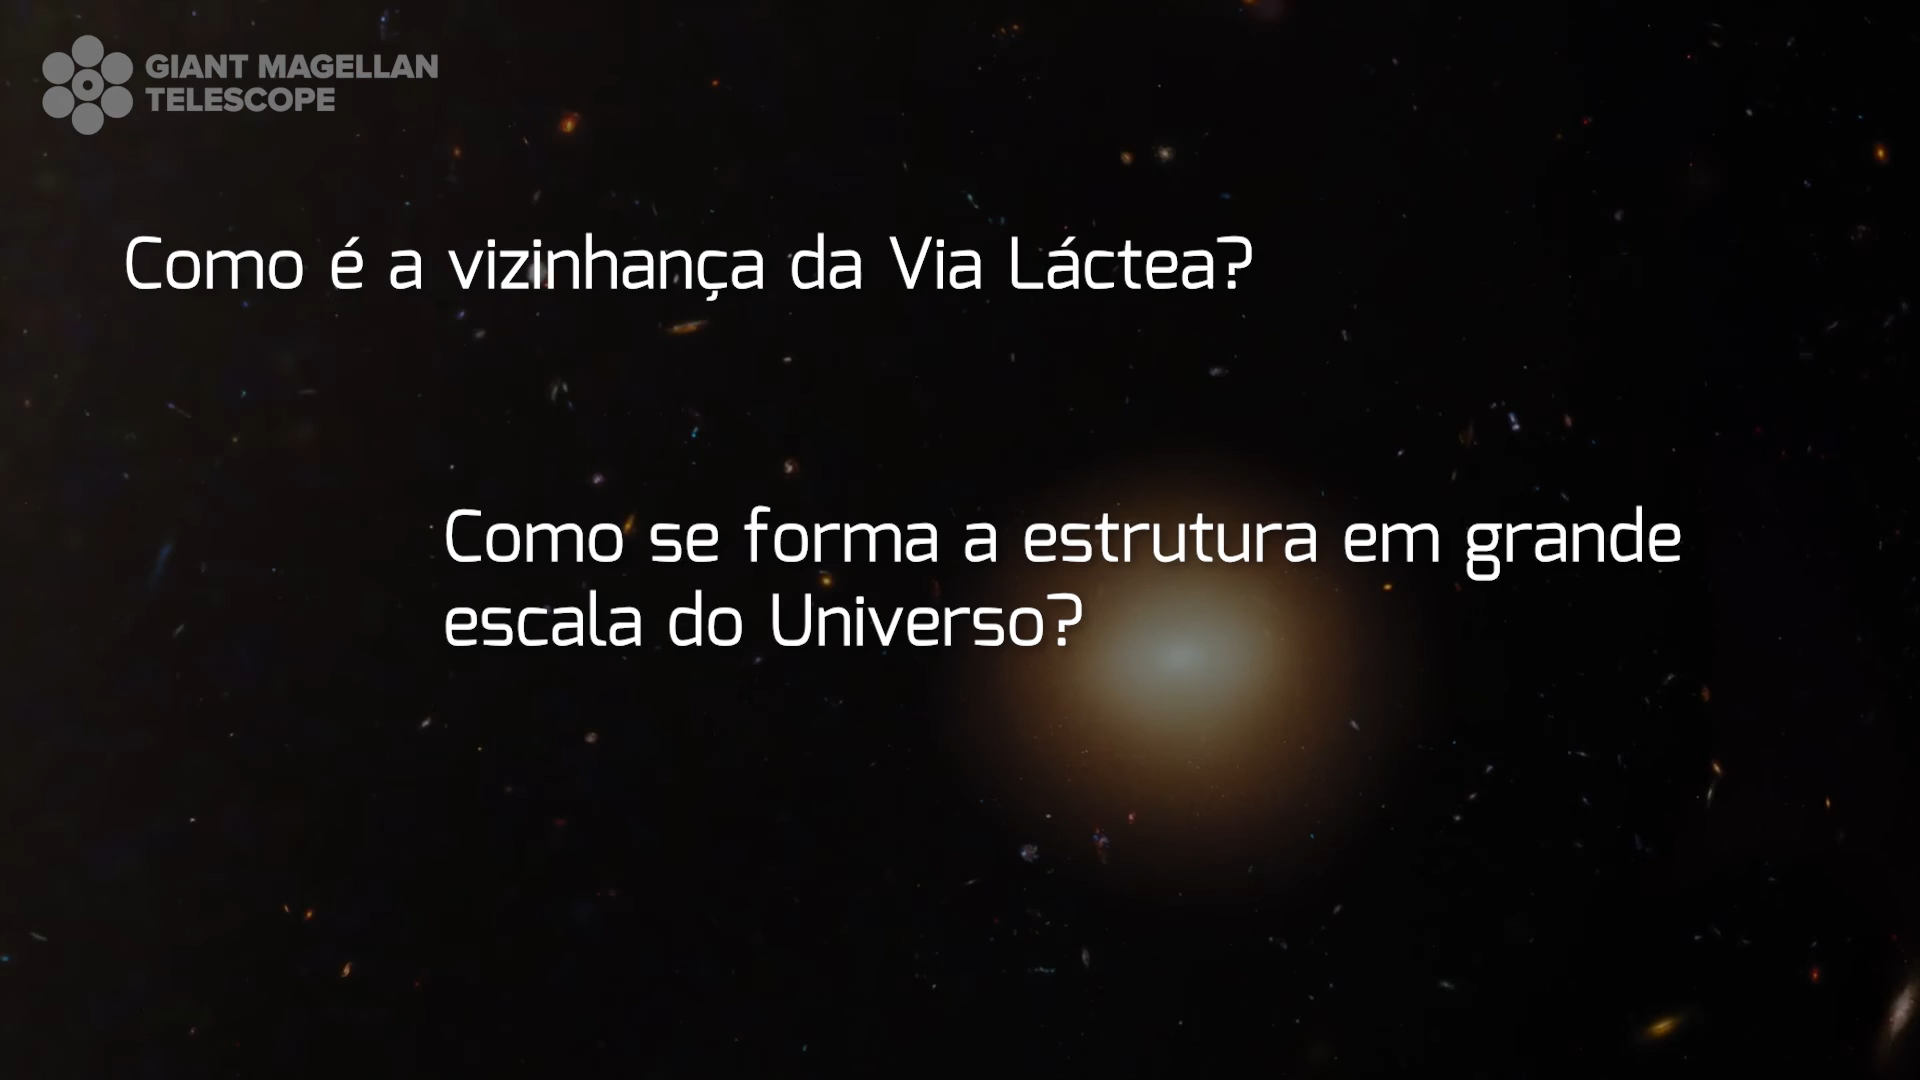 GIANT MAGELLAN
TELESCOPE
Como é a vizinhança da Via Láctea?
Como se forma a estrutura em grande
escala do Universo?